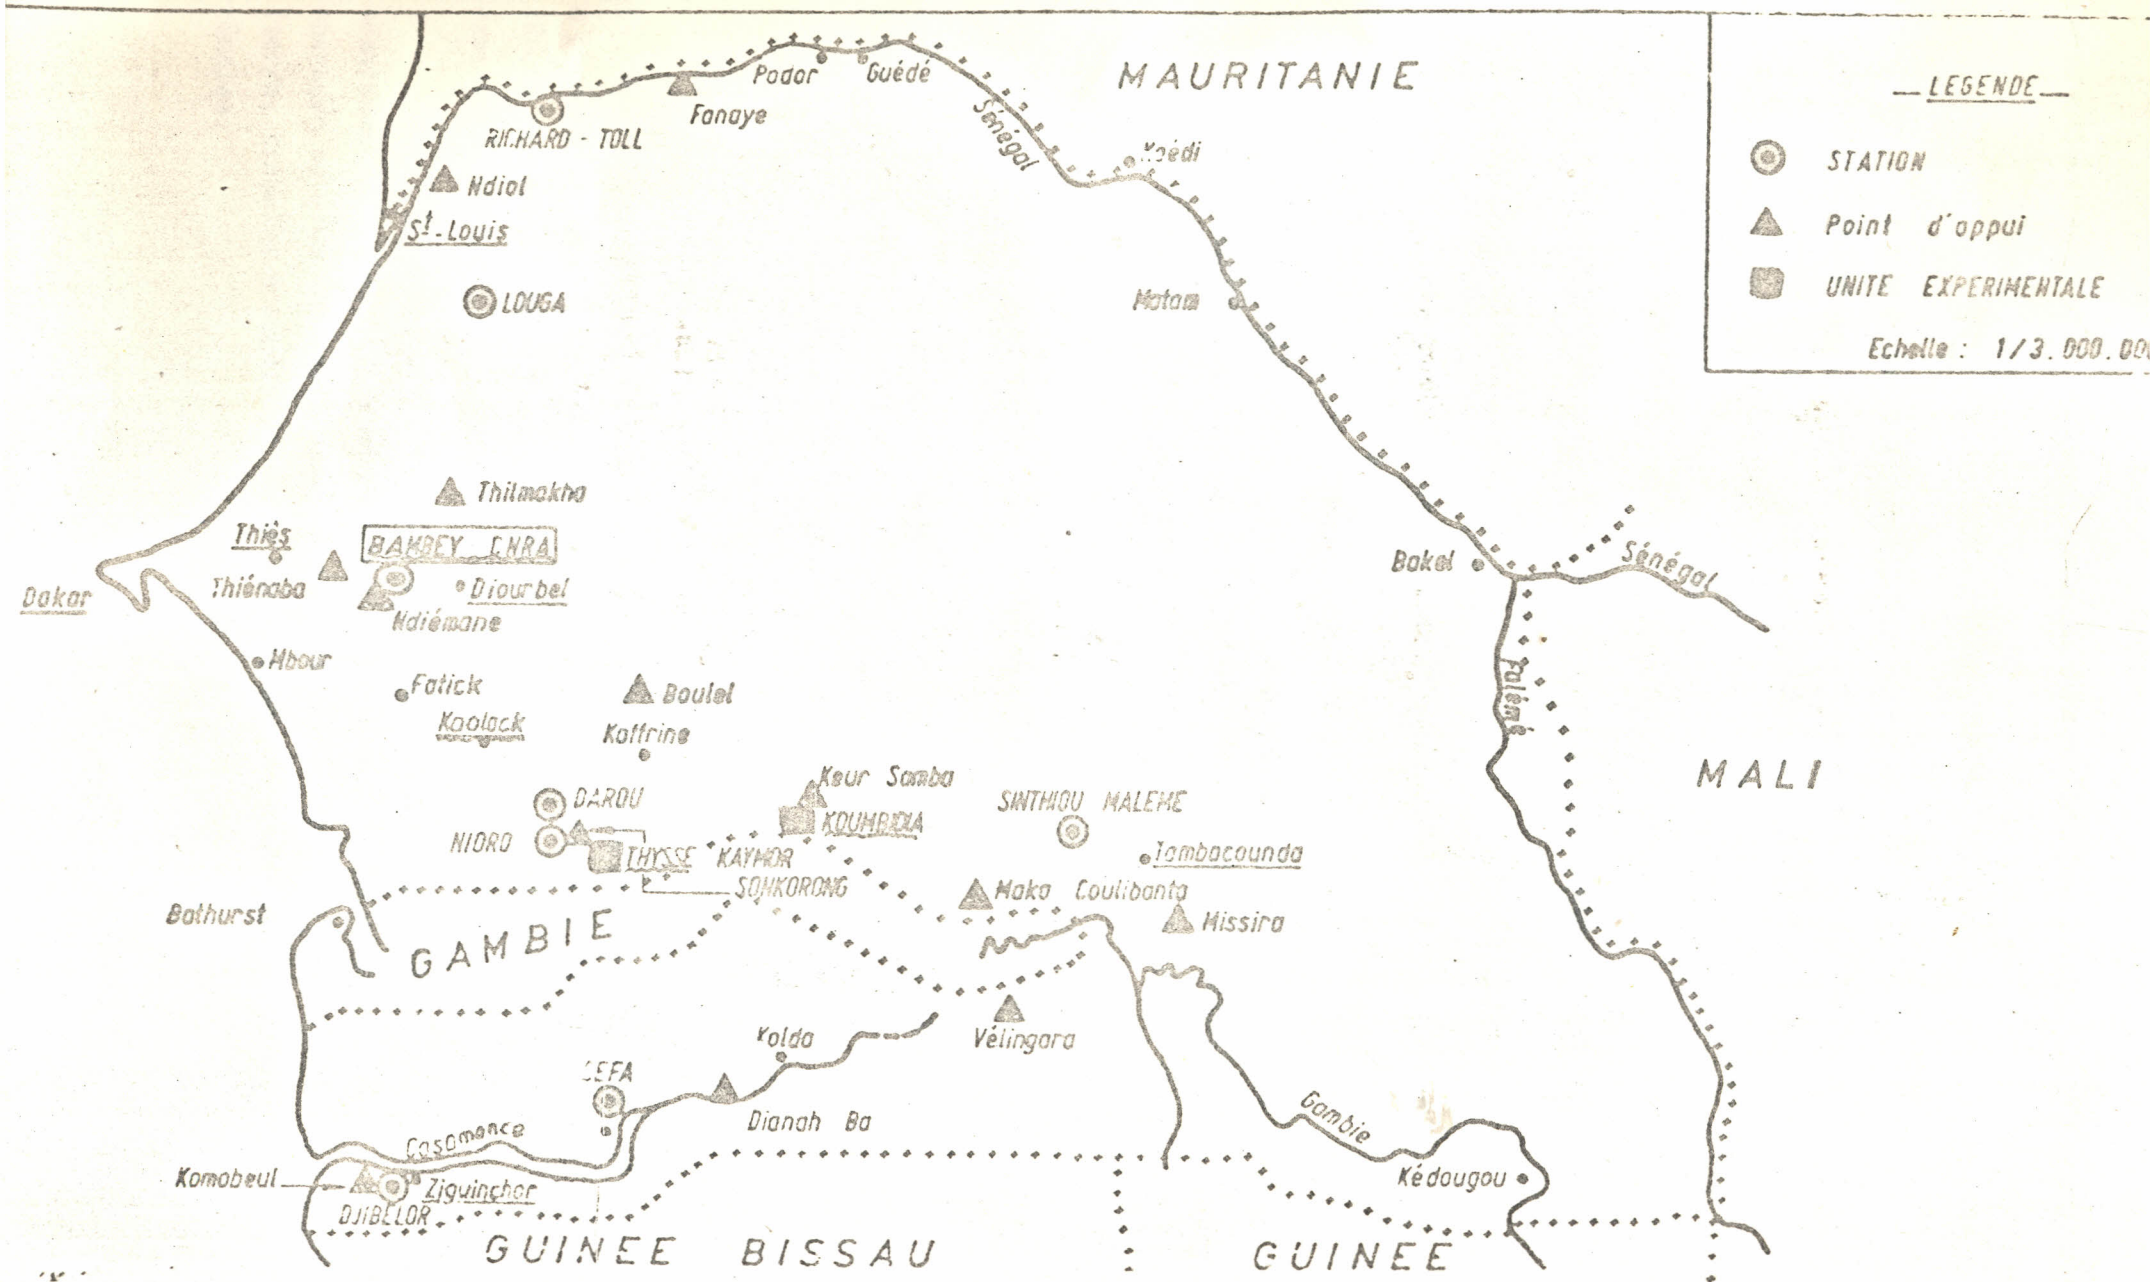 MAURITANIE
Podor
Guédé
Fanaye
RICHARD - TOLL
Sénégal
Kaédi
Ndiol
St-Louis
LOUGA
Matam
LEGENDE
STATION
Point d'appui
UNITE EXPERIMENTALE
Echelle : 1/3.000.000
Thilmakha
Thiès
BAMBEY CNRA
Thiénaba
Diourbel
Dakar
Ndiémane
Bakel
Sénégal
Mbour
Fatick
Boulel
Kaolack
Kaffrine
Falémé
MALI
Keur Samba
DAROU
KOUMBIDIA
SINTHIOU MALEME
NIORO
THYSSE KAYMOR
SONKORONG
Tambacounda
Maka Coulibanta
Missira
Bathurst
GAMBIE
Vélingara
Kolda
SEFA
Dianah Ba
Casamance
Gambie
Komobeul
Ziguinchor
DJIBELOR
Kédougou
GUINEE BISSAU
GUINEE